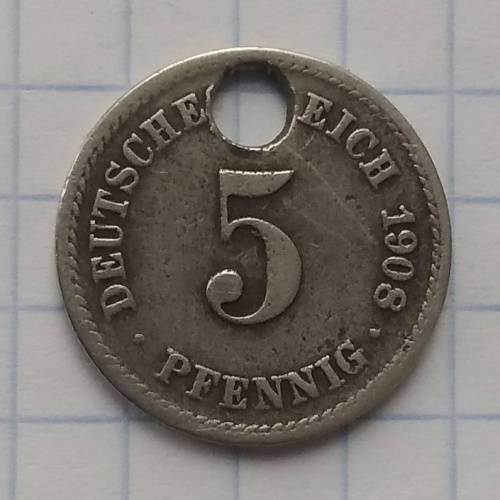 DEUTSCHE EICH 1908
5
· PFENNIG ·